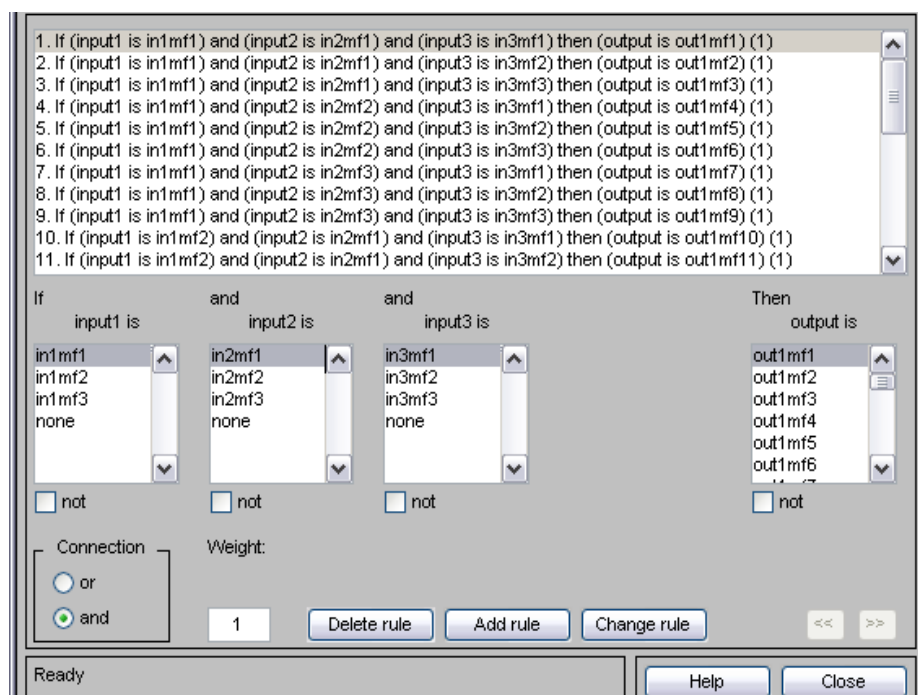 1. If (input1 is in1mf1) and (input2 is in2mf1) and (input3 is in3mf1) then (output is out1mf1) (1)
2. If (input1 is in1mf1) and (input2 is in2mf1) and (input3 is in3mf2) then (output is out1mf2) (1)
3. If (input1 is in1mf1) and (input2 is in2mf1) and (input3 is in3mf3) then (output is out1mf3) (1)
4. If (input1 is in1mf1) and (input2 is in2mf2) and (input3 is in3mf1) then (output is out1mf4) (1)
5. If (input1 is in1mf1) and (input2 is in2mf2) and (input3 is in3mf2) then (output is out1mf5) (1)
6. If (input1 is in1mf1) and (input2 is in2mf2) and (input3 is in3mf3) then (output is out1mf6) (1)
7. If (input1 is in1mf1) and (input2 is in2mf3) and (input3 is in3mf1) then (output is out1mf7) (1)
8. If (input1 is in1mf1) and (input2 is in2mf3) and (input3 is in3mf2) then (output is out1mf8) (1)
9. If (input1 is in1mf1) and (input2 is in2mf3) and (input3 is in3mf3) then (output is out1mf9) (1)
10. If (input1 is in1mf2) and (input2 is in2mf1) and (input3 is in3mf1) then (output is out1mf10) (1)
11. If (input1 is in1mf2) and (input2 is in2mf1) and (input3 is in3mf2) then (output is out1mf11) (1)
If and and Then
input1 is input2 is input3 is output is
in1mf1 in2mf1 in3mf1 out1mf1
in1mf2 in2mf2 in3mf2 out1mf2
in1mf3 in2mf3 in3mf3 out1mf3
none none none out1mf4
out1mf5
out1mf6
not not not not
Connection Weight:
or
and 1 Delete rule Add rule Change rule << >>
Ready Help Close